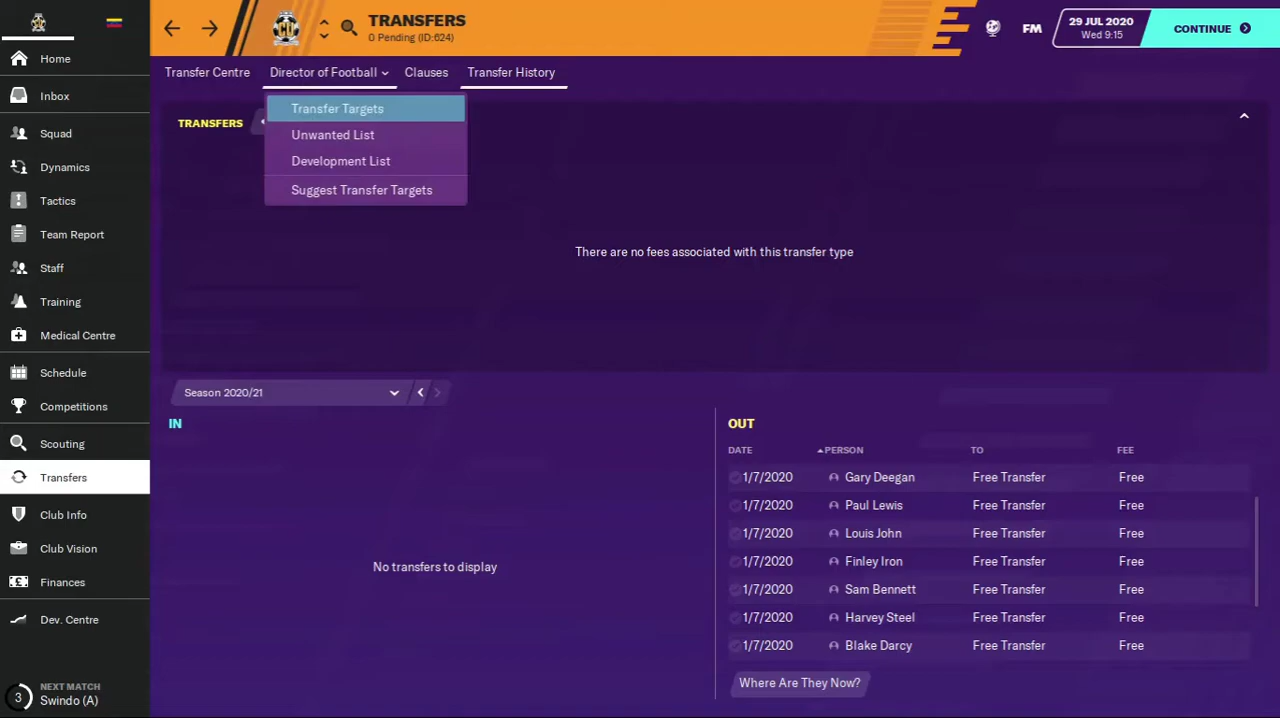 TRANSFERS
0 Pending (ID:624)
FM
29 JUL 2020
Wed 9:15
CONTINUE
Home
Inbox
Squad
Dynamics
Tactics
Team Report
Staff
Training
Medical Centre
Schedule
Competitions
Scouting
Transfers
Club Info
Club Vision
Finances
Dev. Centre
3
NEXT MATCH
Swindo (A)
Transfer Centre
Director of Football
Clauses
Transfer History
Transfer Targets
Unwanted List
Development List
Suggest Transfer Targets
TRANSFERS
There are no fees associated with this transfer type
Season 2020/21
IN
No transfers to display
OUT
DATE PERSON TO FEE
1/7/2020 Gary Deegan Free Transfer Free
1/7/2020 Paul Lewis Free Transfer Free
1/7/2020 Louis John Free Transfer Free
1/7/2020 Finley Iron Free Transfer Free
1/7/2020 Sam Bennett Free Transfer Free
1/7/2020 Harvey Steel Free Transfer Free
1/7/2020 Blake Darcy Free Transfer Free
Where Are They Now?